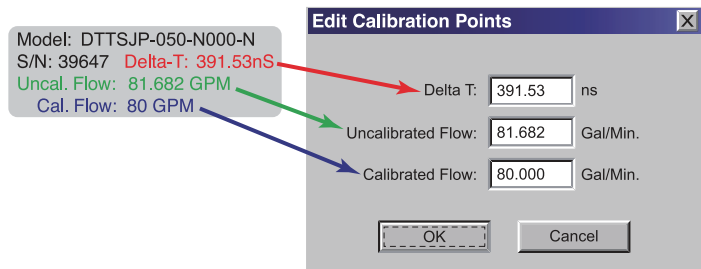 Model: DTTSJP-050-N000-N
S/N: 39647 Delta-T: 391.53nS
Uncal. Flow: 81.682 GPM
Cal. Flow: 80 GPM
Edit Calibration Points
X
Delta T: 391.53 ns
Uncalibrated Flow: 81.682 Gal/Min.
Calibrated Flow: 80.000 Gal/Min.
OK Cancel